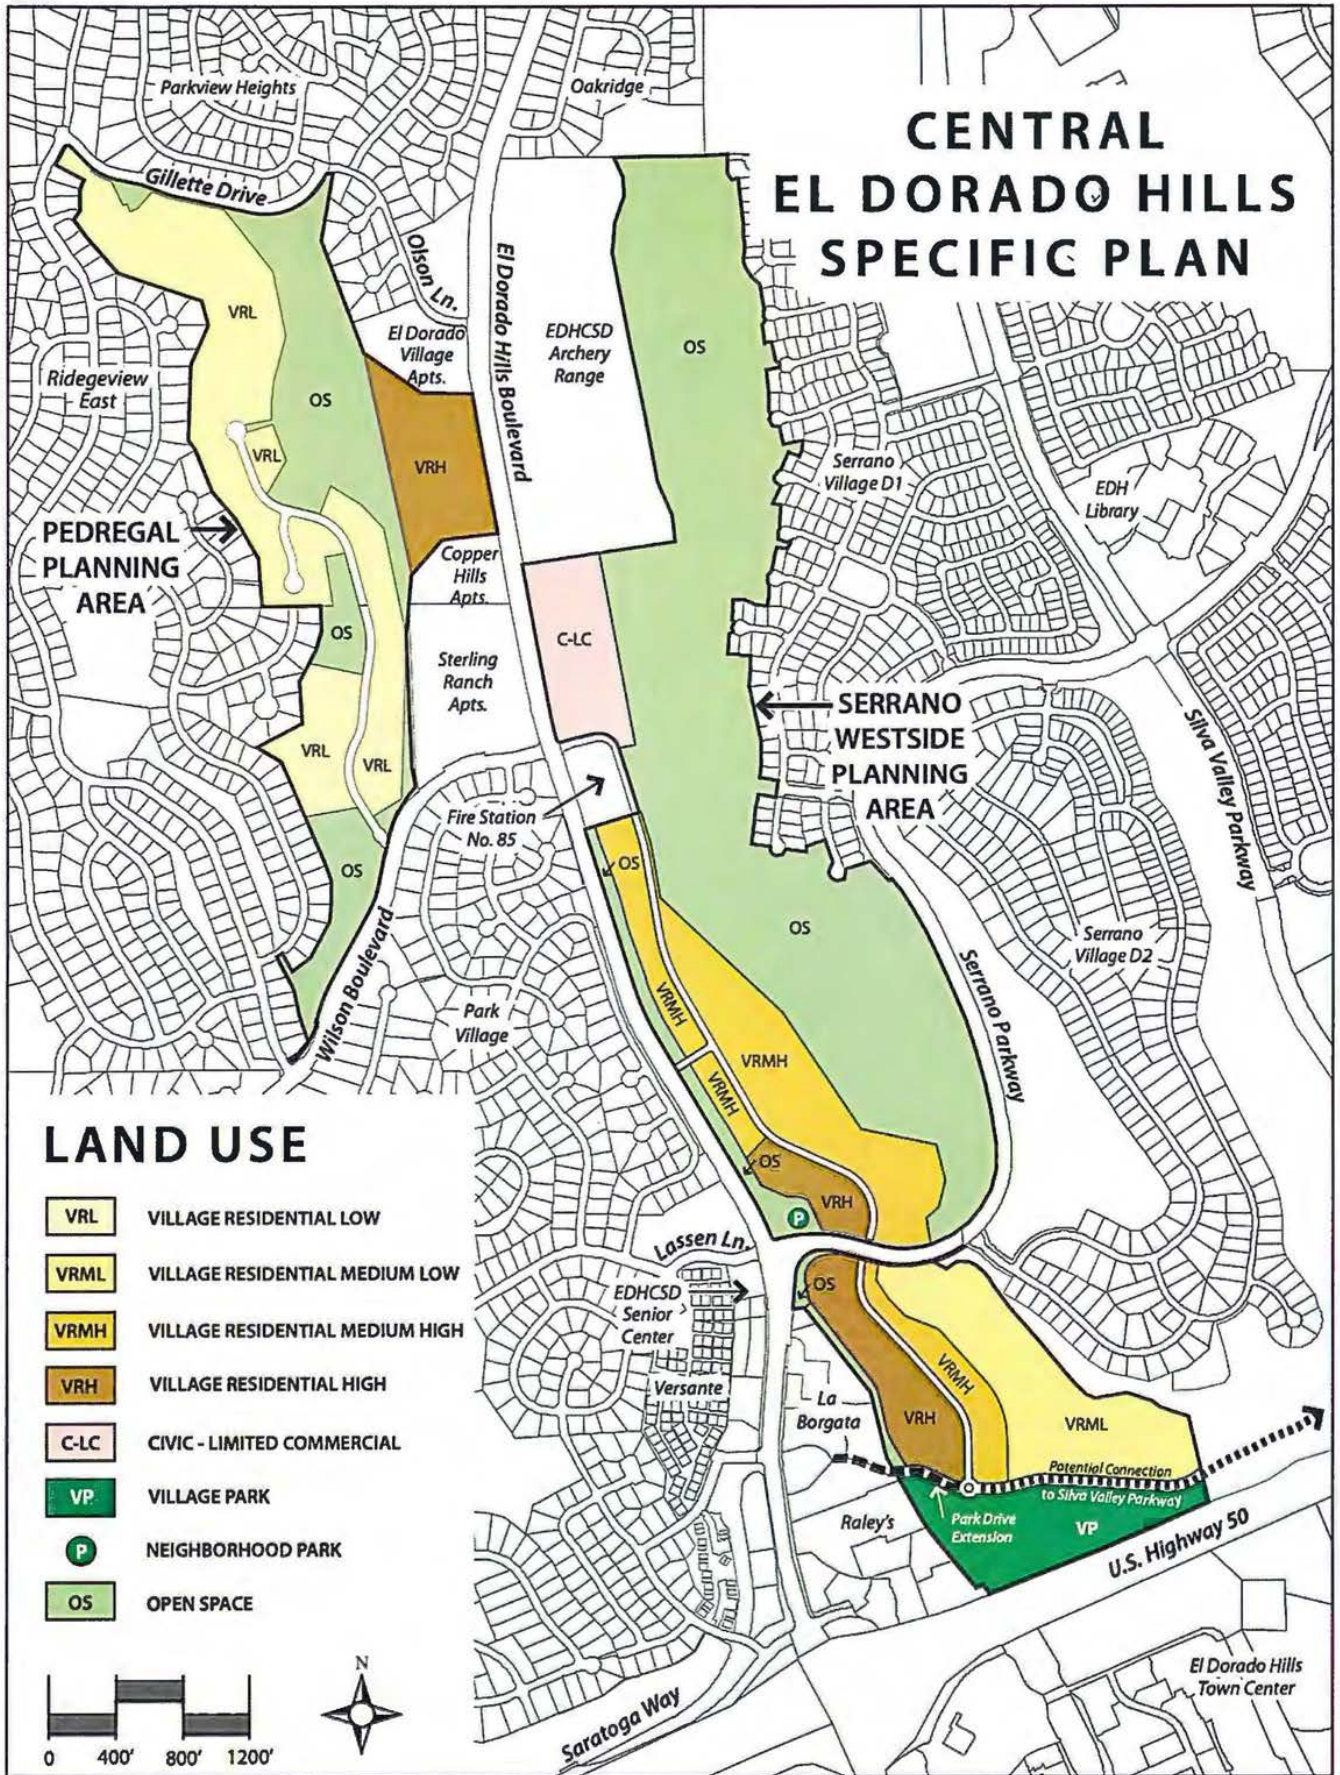 CENTRAL
EL DORADO HILLS
SPECIFIC PLAN
Parkview Heights
Oakridge
Gillette Drive
Olson Ln.
El Dorado Hills Boulevard
El Dorado
Village
Apts.
EDHCSD
Archery
Range
OS
VRL
Ridgeview
East
OS
VRL
VRH
Serrano
Village D1
EDH
Library
PEDREGAL
PLANNING
AREA
Copper
Hills
Apts.
OS
C-LC
Sterling
Ranch
Apts.
SERRANO
WESTSIDE
PLANNING
AREA
Silva Valley Parkway
VRL
VRL
Fire Station
No. 85
OS
OS
OS
Serrano
Village D2
Serrano Parkway
Wilson Boulevard
Park
Village
VRMH
VRMH
VRMH
OS
VRH
P
Lassen Ln.
EDHCSD
Senior
Center
OS
Versante
La
Borgata
VRMH
VRH
VRML
Potential Connection
to Silva Valley Parkway
Park Drive
Extension
Raley's
VP
U.S. Highway 50
El Dorado Hills
Town Center
Saratoga Way
LAND USE
VRL VILLAGE RESIDENTIAL LOW
VRML VILLAGE RESIDENTIAL MEDIUM LOW
VRMH VILLAGE RESIDENTIAL MEDIUM HIGH
VRH VILLAGE RESIDENTIAL HIGH
C-LC CIVIC - LIMITED COMMERCIAL
VP VILLAGE PARK
P NEIGHBORHOOD PARK
OS OPEN SPACE
N
0 400' 800' 1200'